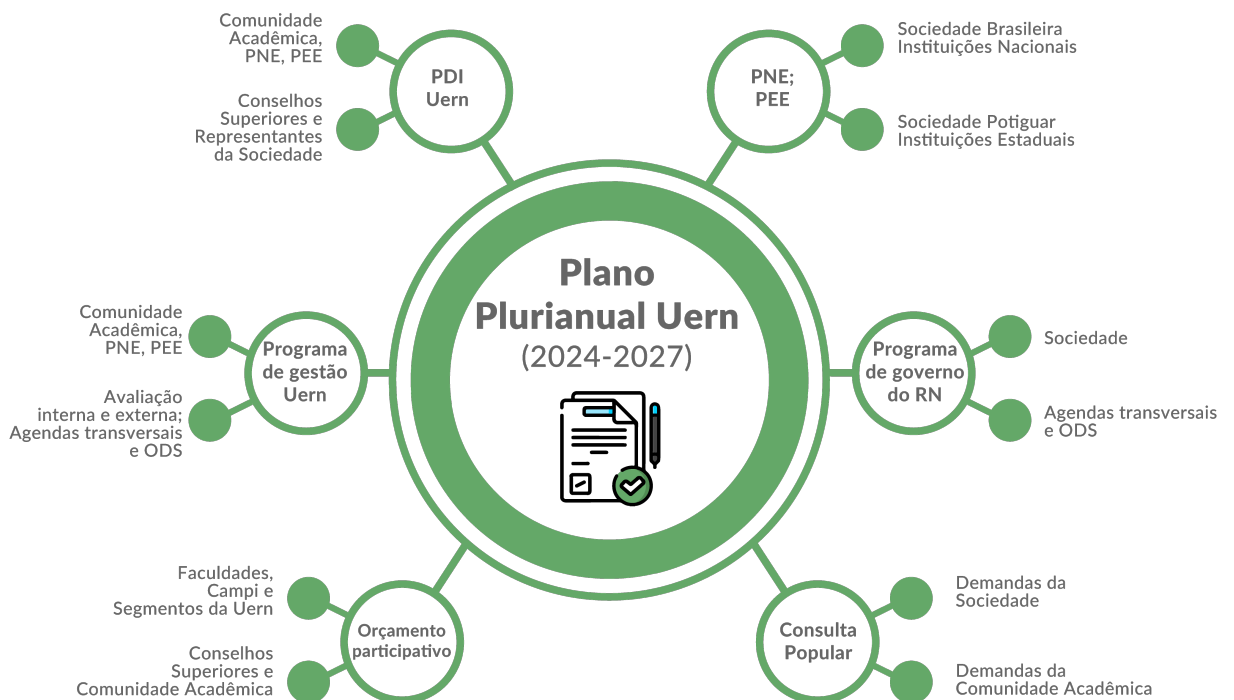 Comunidade
Acadêmica,
PNE, PEE
Conselhos
Superiores e
Representantes
da Sociedade
PDI
Uern
PNE;
PEE
Sociedade Brasileira
Instituições Nacionais
Sociedade Potiguar
Instituições Estaduais
Plano
Plurianual Uern
(2024-2027)
Comunidade
Acadêmica,
PNE, PEE
Avaliação
interna e externa;
Agendas transversais
e ODS
Programa
de gestão
Uern
Programa
de governo
do RN
Sociedade
Agendas transversais
e ODS
Faculdades,
Campi e
Segmentos da Uern
Conselhos
Superiores e
Comunidade Acadêmica
Orçamento
participativo
Consulta
Popular
Demandas da
Sociedade
Demandas da
Comunidade Acadêmica